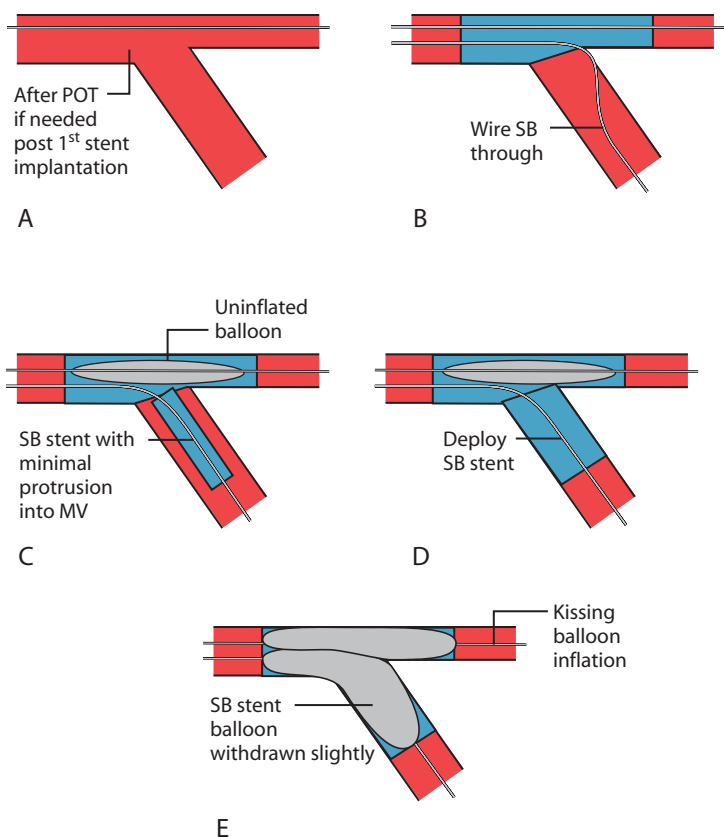 After POT
if needed
post 1st stent
implantation
A
Wire SB
through
B
Uninflated
balloon
SB stent with
minimal
protrusion
into MV
C
Deploy
SB stent
D
Kissing
balloon
inflation
SB stent
balloon
withdrawn slightly
E